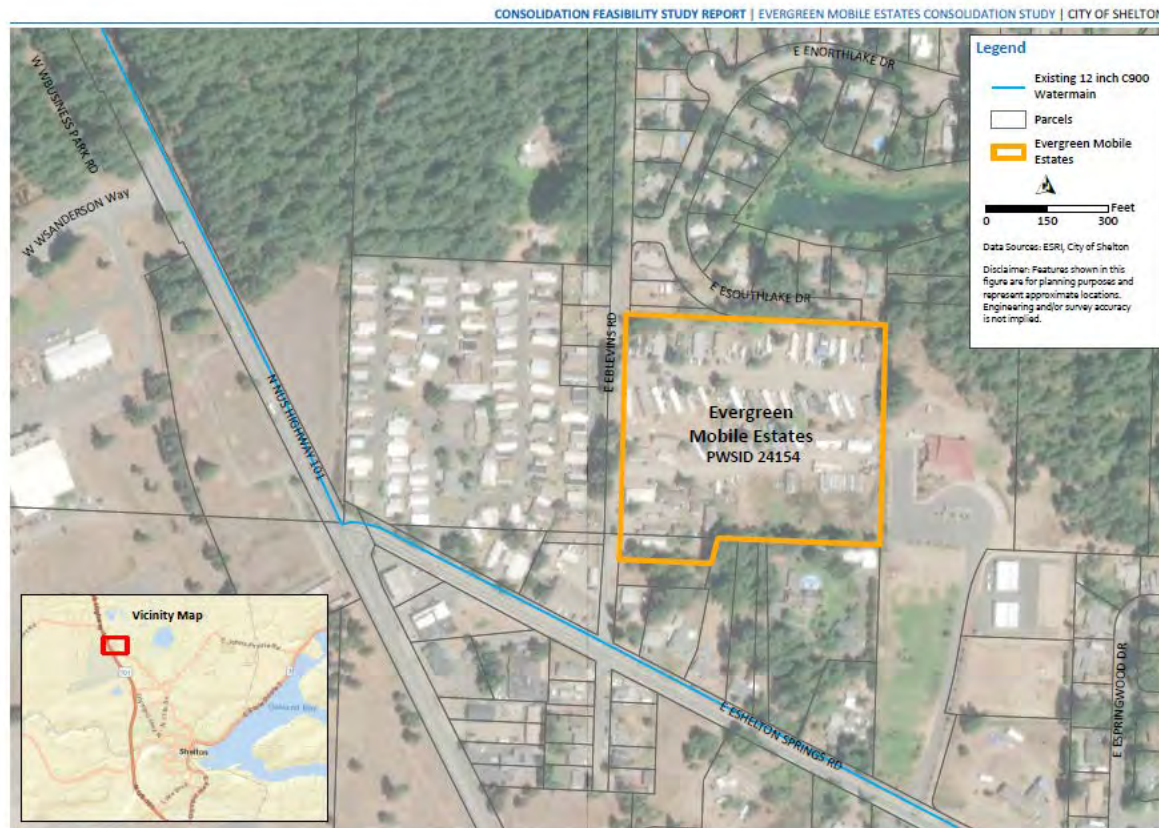 CONSOLIDATION FEASIBILITY STUDY REPORT | EVERGREEN MOBILE ESTATES CONSOLIDATION STUDY | CITY OF SHELTON
Legend
Existing 12 inch C900
Watermain
Parcels
Evergreen Mobile
Estates
Feet
0 150 300
Data Sources: ESRI, City of Shelton
Disclaimer: Features shown in this
figure are for planning purposes and
represent approximate locations.
Engineering and/or survey accuracy
is not implied.
E ENORTHLAKE DR
W WBUSINESS PARK RD
W WSANDERSON Way
E ESOUTHLAKE DR
E EBLEVINS RD
N NUS HIGHWAY 101
Evergreen
Mobile Estates
PWSID 24154
E ESHELTON SPRINGS RD
E ESPRINGWOOD DR
Vicinity Map
101
Shelton